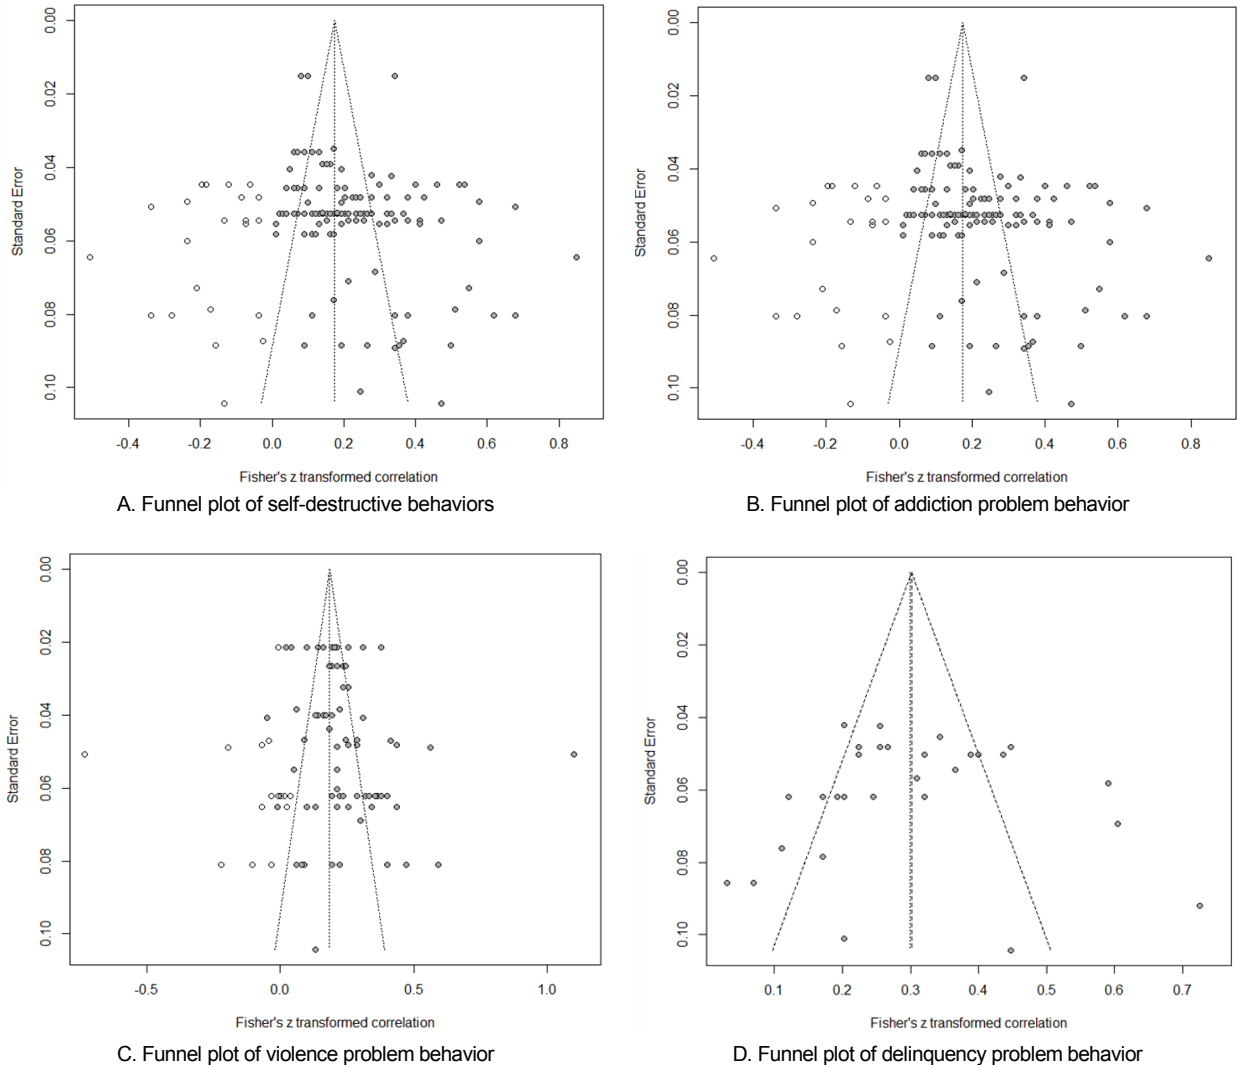 0.00
0.02
0.04
0.06
0.08
0.10
Standard Error
-0.4 -0.2 0.0 0.2 0.4 0.6 0.8
Fisher's z transformed correlation
A. Funnel plot of self-destructive behaviors
0.00
0.02
0.04
0.06
0.08
0.10
Standard Error
-0.4 -0.2 0.0 0.2 0.4 0.6 0.8
Fisher's z transformed correlation
B. Funnel plot of addiction problem behavior
0.00
0.02
0.04
0.06
0.08
0.10
Standard Error
-0.5 0.0 0.5 1.0
Fisher's z transformed correlation
C. Funnel plot of violence problem behavior
0.00
0.02
0.04
0.06
0.08
0.10
Standard Error
0.1 0.2 0.3 0.4 0.5 0.6 0.7
Fisher's z transformed correlation
D. Funnel plot of delinquency problem behavior